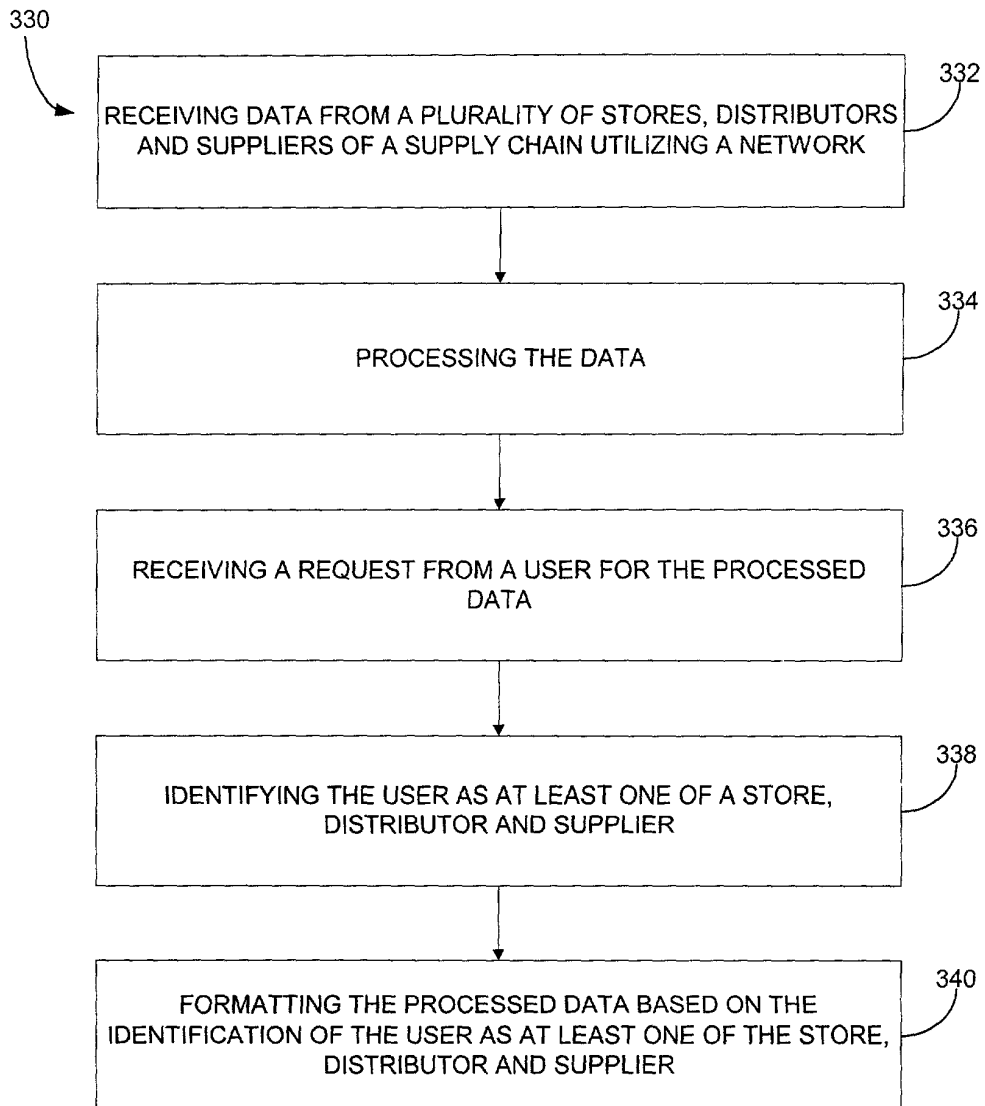 330
RECEIVING DATA FROM A PLURALITY OF STORES, DISTRIBUTORS
AND SUPPLIERS OF A SUPPLY CHAIN UTILIZING A NETWORK
332
PROCESSING THE DATA
334
RECEIVING A REQUEST FROM A USER FOR THE PROCESSED
DATA
336
IDENTIFYING THE USER AS AT LEAST ONE OF A STORE,
DISTRIBUTOR AND SUPPLIER
338
FORMATTING THE PROCESSED DATA BASED ON THE
IDENTIFICATION OF THE USER AS AT LEAST ONE OF THE STORE,
DISTRIBUTOR AND SUPPLIER
340